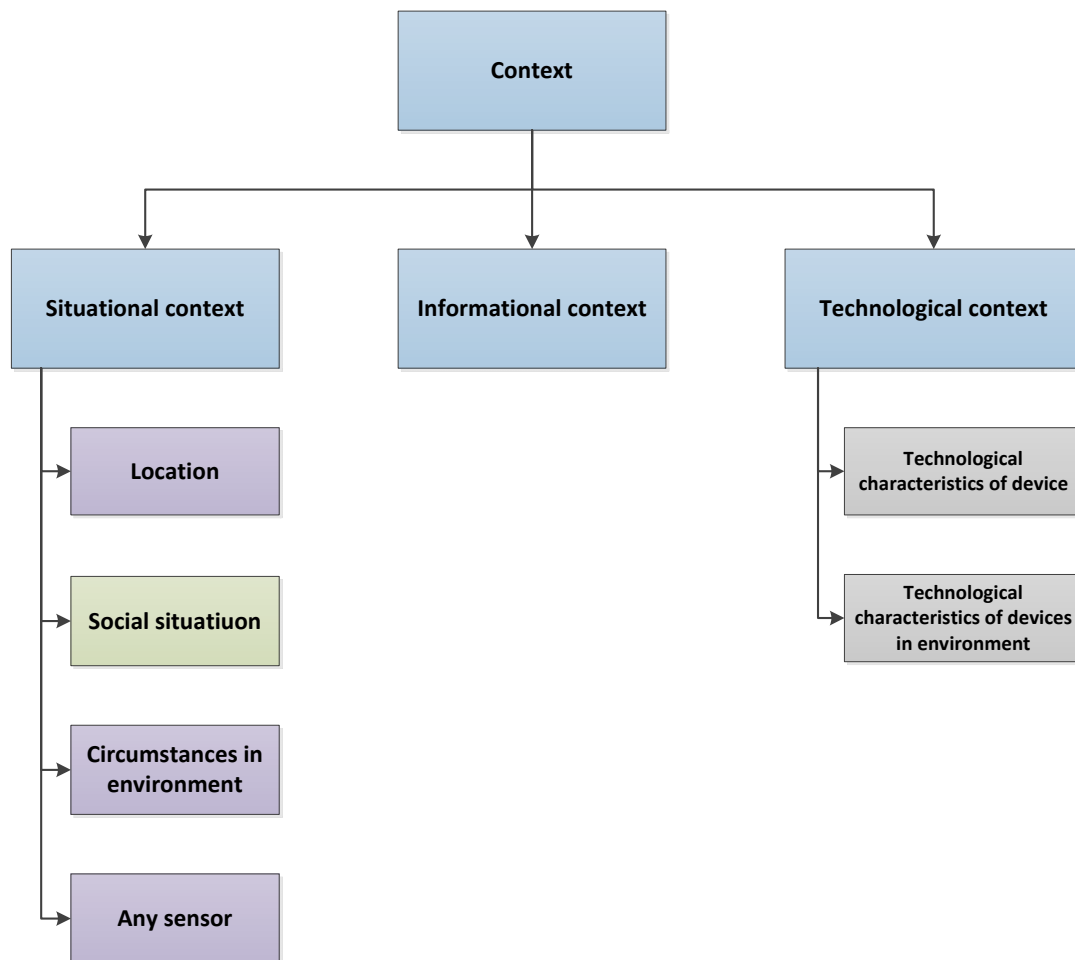 Context
Situational context
Informational context
Technological context
Location
Technological
characteristics of device
Social situatiuon
Technological
characteristics of devices
in environment
Circumstances in
environment
Any sensor